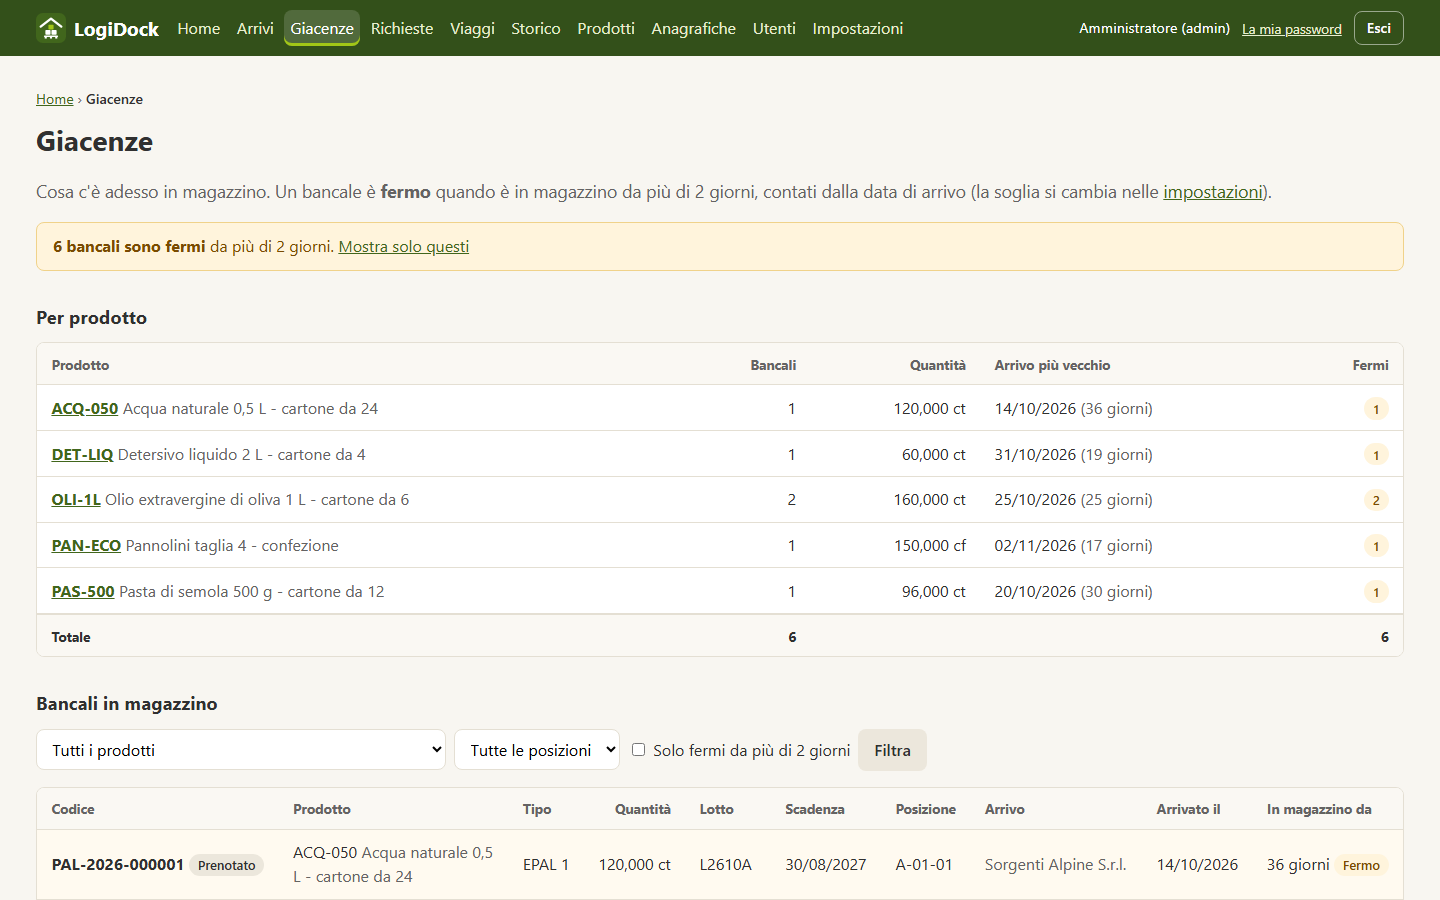 LogiDock Home Arrivi Giacenze Richieste Viaggi Storico Prodotti Anagrafiche Utenti Impostazioni Amministratore (admin) La mia password Esci
Home › Giacenze
Giacenze
Cosa c'è adesso in magazzino. Un bancale è fermo quando è in magazzino da più di 2 giorni, contati dalla data di arrivo (la soglia si cambia nelle impostazioni).
6 bancali sono fermi da più di 2 giorni. Mostra solo questi
Per prodotto
Prodotto Bancali Quantità Arrivo più vecchio Fermi
ACQ-050 Acqua naturale 0,5 L - cartone da 24 1 120,000 ct 14/10/2026 (36 giorni) 1
DET-LIQ Detersivo liquido 2 L - cartone da 4 1 60,000 ct 31/10/2026 (19 giorni) 1
OLI-1L Olio extravergine di oliva 1 L - cartone da 6 2 160,000 ct 25/10/2026 (25 giorni) 2
PAN-ECO Pannolini taglia 4 - confezione 1 150,000 cf 02/11/2026 (17 giorni) 1
PAS-500 Pasta di semola 500 g - cartone da 12 1 96,000 ct 20/10/2026 (30 giorni) 1
Totale 6 6
Bancali in magazzino
Tutti i prodotti Tutte le posizioni Solo fermi da più di 2 giorni Filtra
Codice Prodotto Tipo Quantità Lotto Scadenza Posizione Arrivo Arrivato il In magazzino da
PAL-2026-000001 Prenotato ACQ-050 Acqua naturale 0,5 EPAL 1 120,000 ct L2610A 30/08/2027 A-01-01 Sorgenti Alpine S.r.l. 14/10/2026 36 giorni Fermo
L - cartone da 24